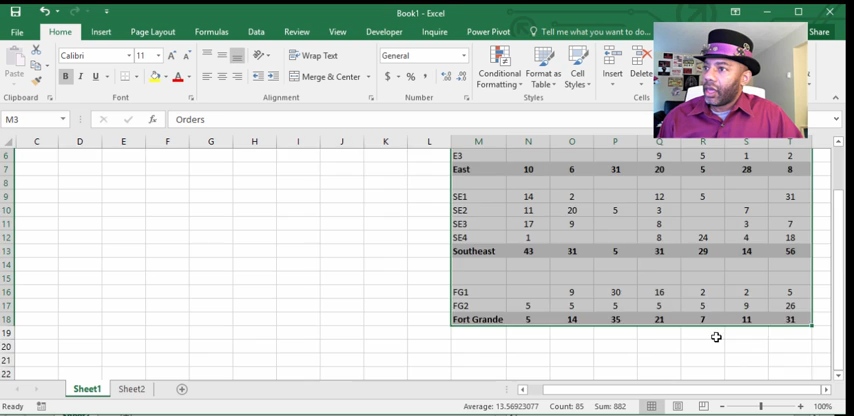 Book1 - Excel
File Home Insert Page Layout Formulas Data Review View Developer Inquire Power Pivot Tell me what you want to do... Share
Calibri 11 Wrap Text General
Paste B I U A Merge & Center $ % , Conditional Formatting Format as Table Cell Styles Insert Delete
Clipboard Font Alignment Number Styles Cells
M3 fx Orders
C D E F G H I J K L M N O P Q R S T
6 E3 9 5 1 2
7 East 10 6 31 20 5 28 8
8
9 SE1 14 2 12 5 31
10 SE2 11 20 5 3 7
11 SE3 17 9 8 3 7
12 SE4 1 8 24 4 18
13 Southeast 43 31 5 31 29 14 56
14
15
16 FG1 9 30 16 2 2 5
17 FG2 5 5 5 5 5 9 26
18 Fort Grande 5 14 35 21 7 11 31
19
20
21
22
Sheet1 Sheet2
Ready Average: 13.56923077 Count: 85 Sum: 882 100%